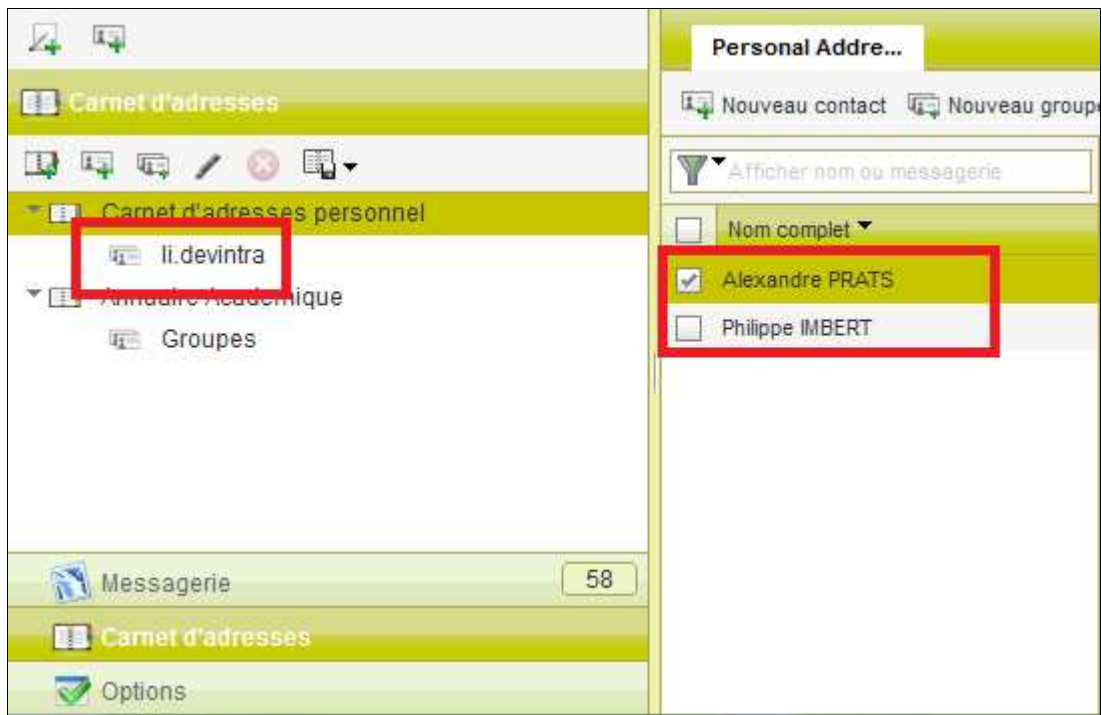 Carnet d'adresses
Carnet d'adresses personnel
li.devintra
Annuaire Academique
Groupes
Messagerie 58
Carnet d'adresses
Options
Personal Addre...
Nouveau contact Nouveau groupe
Afficher nom ou messagerie
Nom complet
Alexandre PRATS
Philippe IMBERT